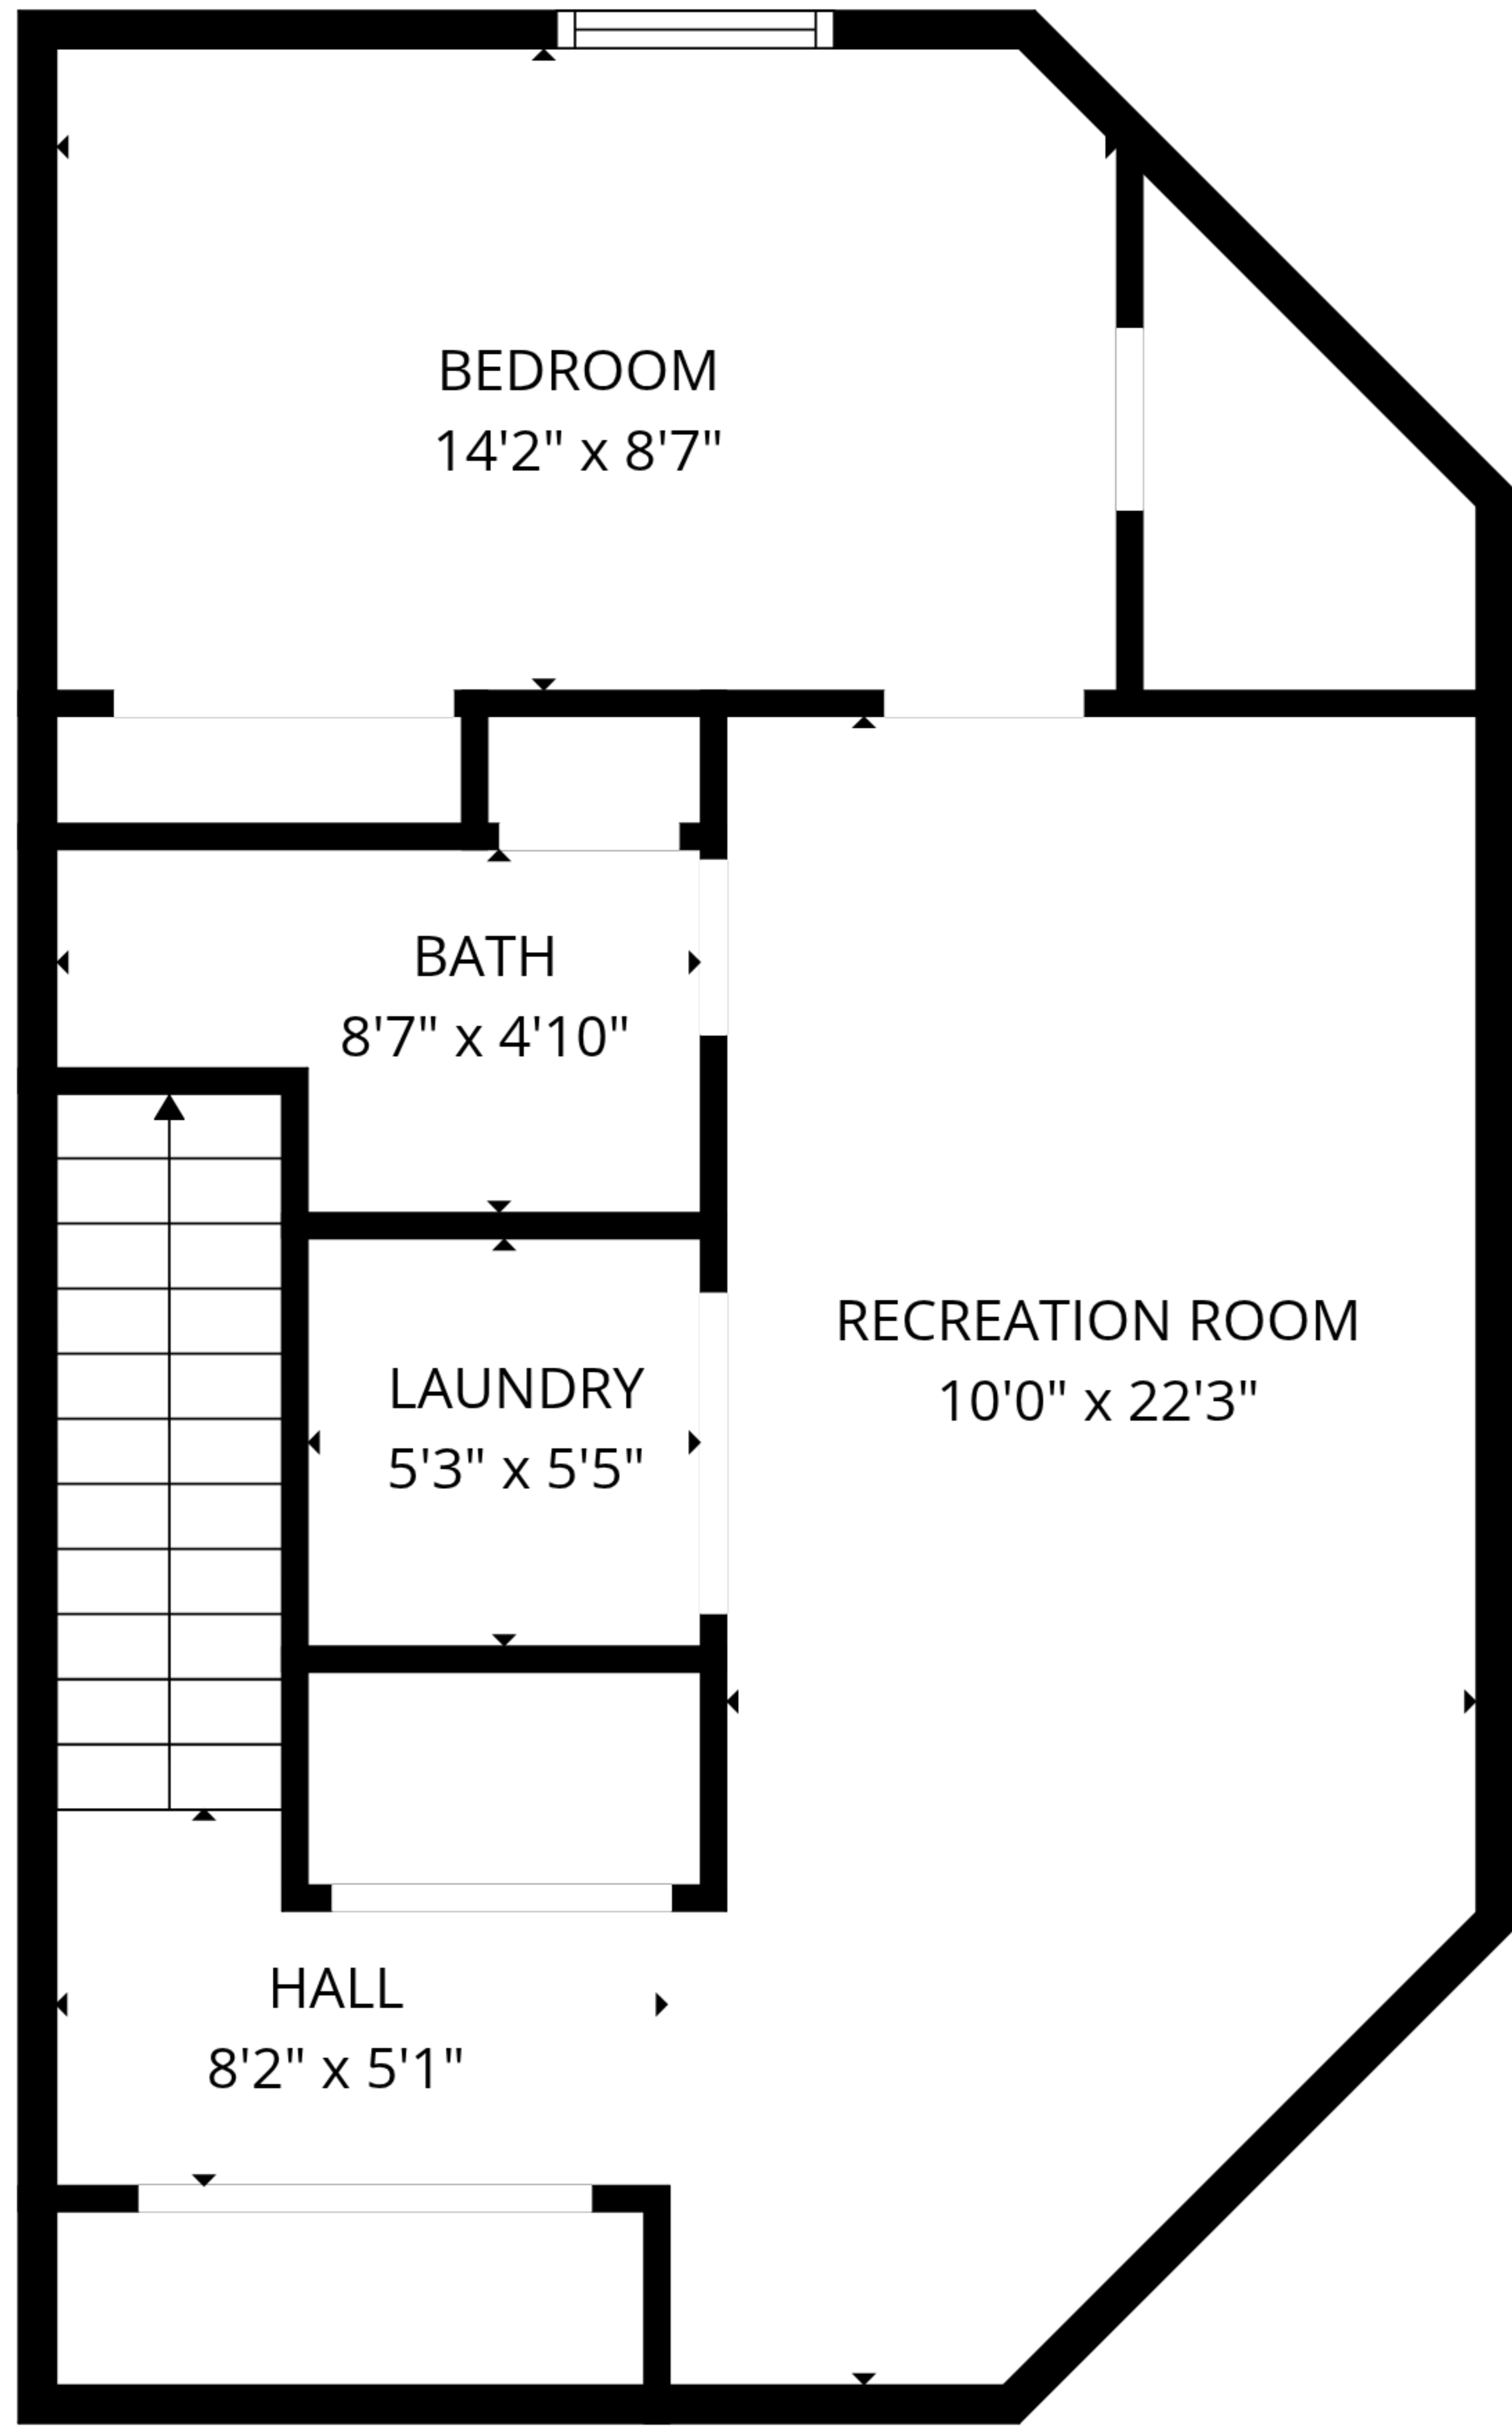 BEDROOM
14'2" x 8'7"
BATH
8'7" x 4'10"
RECREATION ROOM
10'0" x 22'3"
LAUNDRY
5'3" x 5'5"
HALL
8'2" x 5'1"